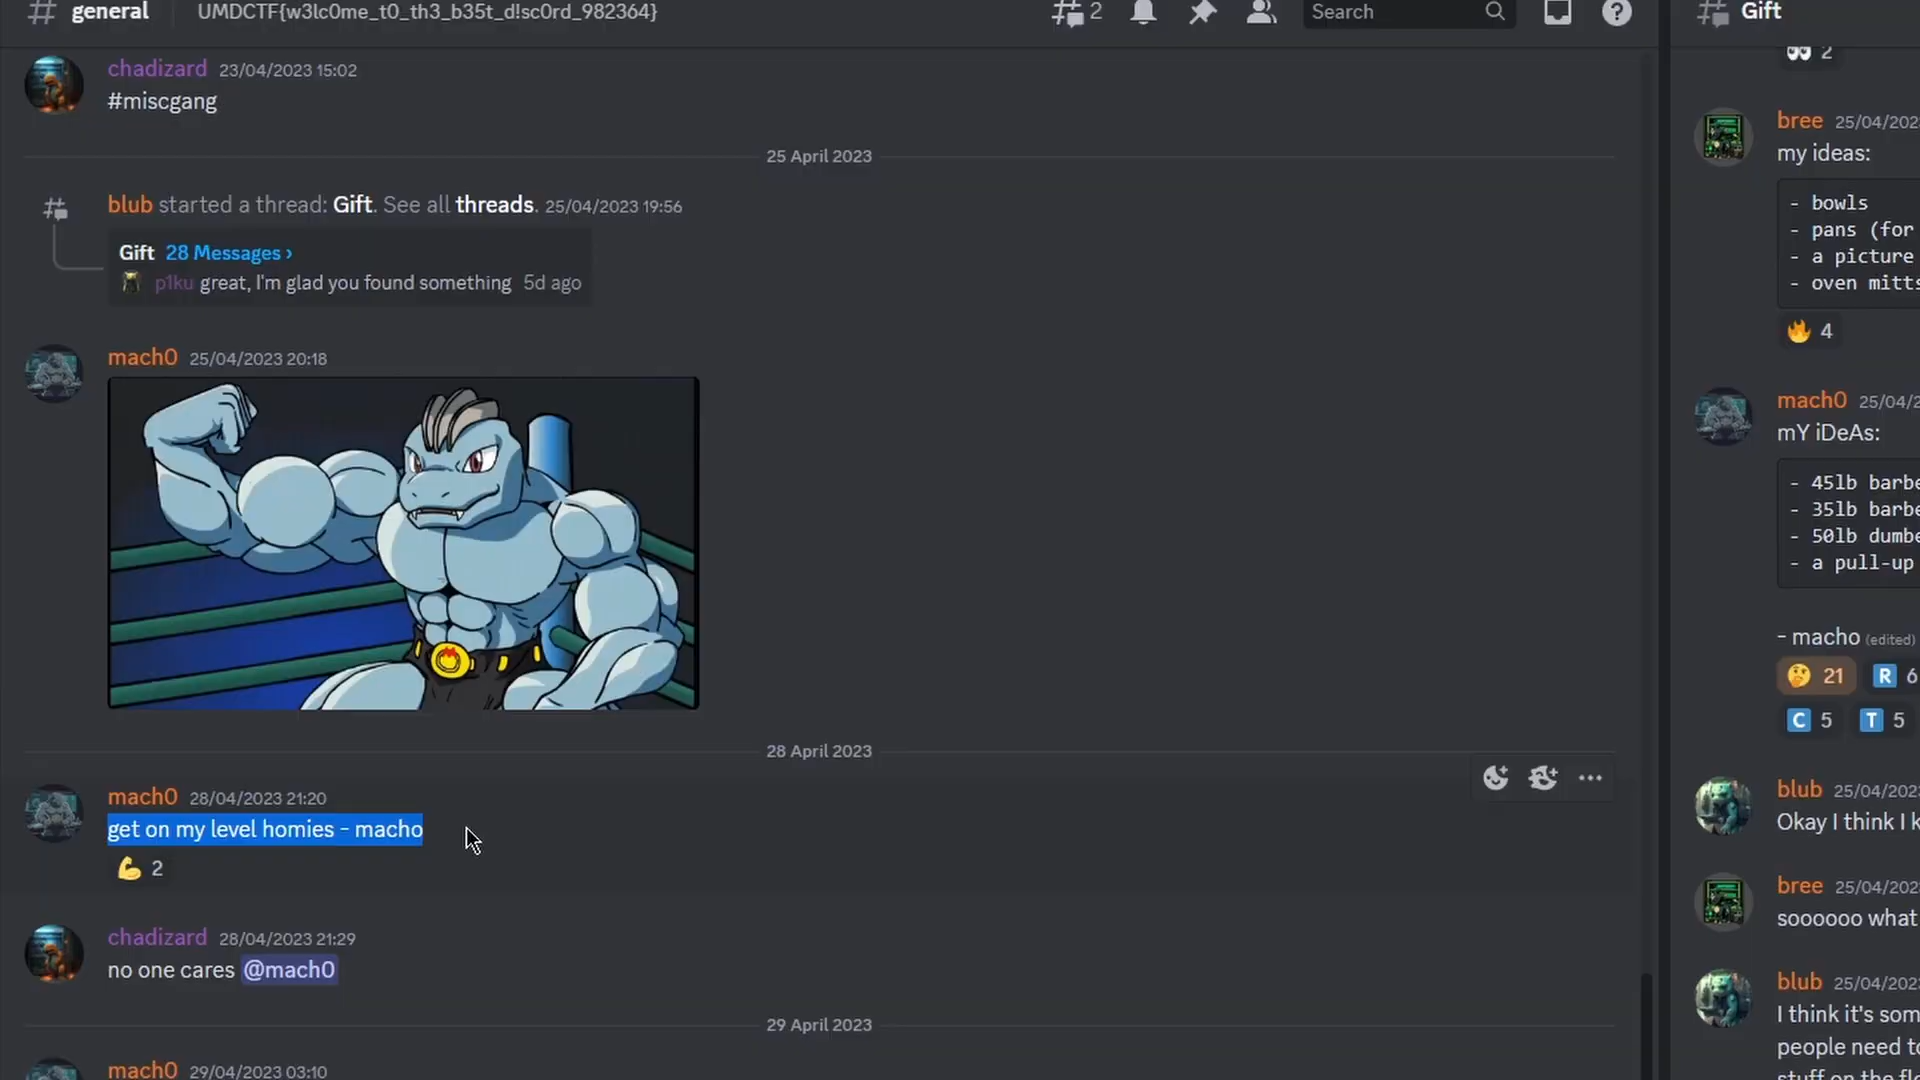 general UMDCTF{w3lc0me_t0_th3_b35t_d!sc0rd_982364} 2 Search
chadizard 23/04/2023 15:02
#miscgang
25 April 2023
blub started a thread: Gift. See all threads. 25/04/2023 19:56
Gift 28 Messages ›
p1ku great, I'm glad you found something 5d ago
mach0 25/04/2023 20:18
28 April 2023
mach0 28/04/2023 21:20
get on my level homies - macho
2
chadizard 28/04/2023 21:29
no one cares @mach0
29 April 2023
mach0 29/04/2023 03:10
Gift
2
bree 25/04/202
my ideas:
- bowls
- pans (for
- a picture
- oven mitts
4
mach0 25/04/2
mY iDeAs:
- 45lb barbe
- 35lb barbe
- 50lb dumbe
- a pull-up
- macho (edited)
21 R 6
C 5 T 5
blub 25/04/202
Okay I think I k
bree 25/04/202
soooooo what
blub 25/04/202
I think it's som
people need to
stuff on the fl